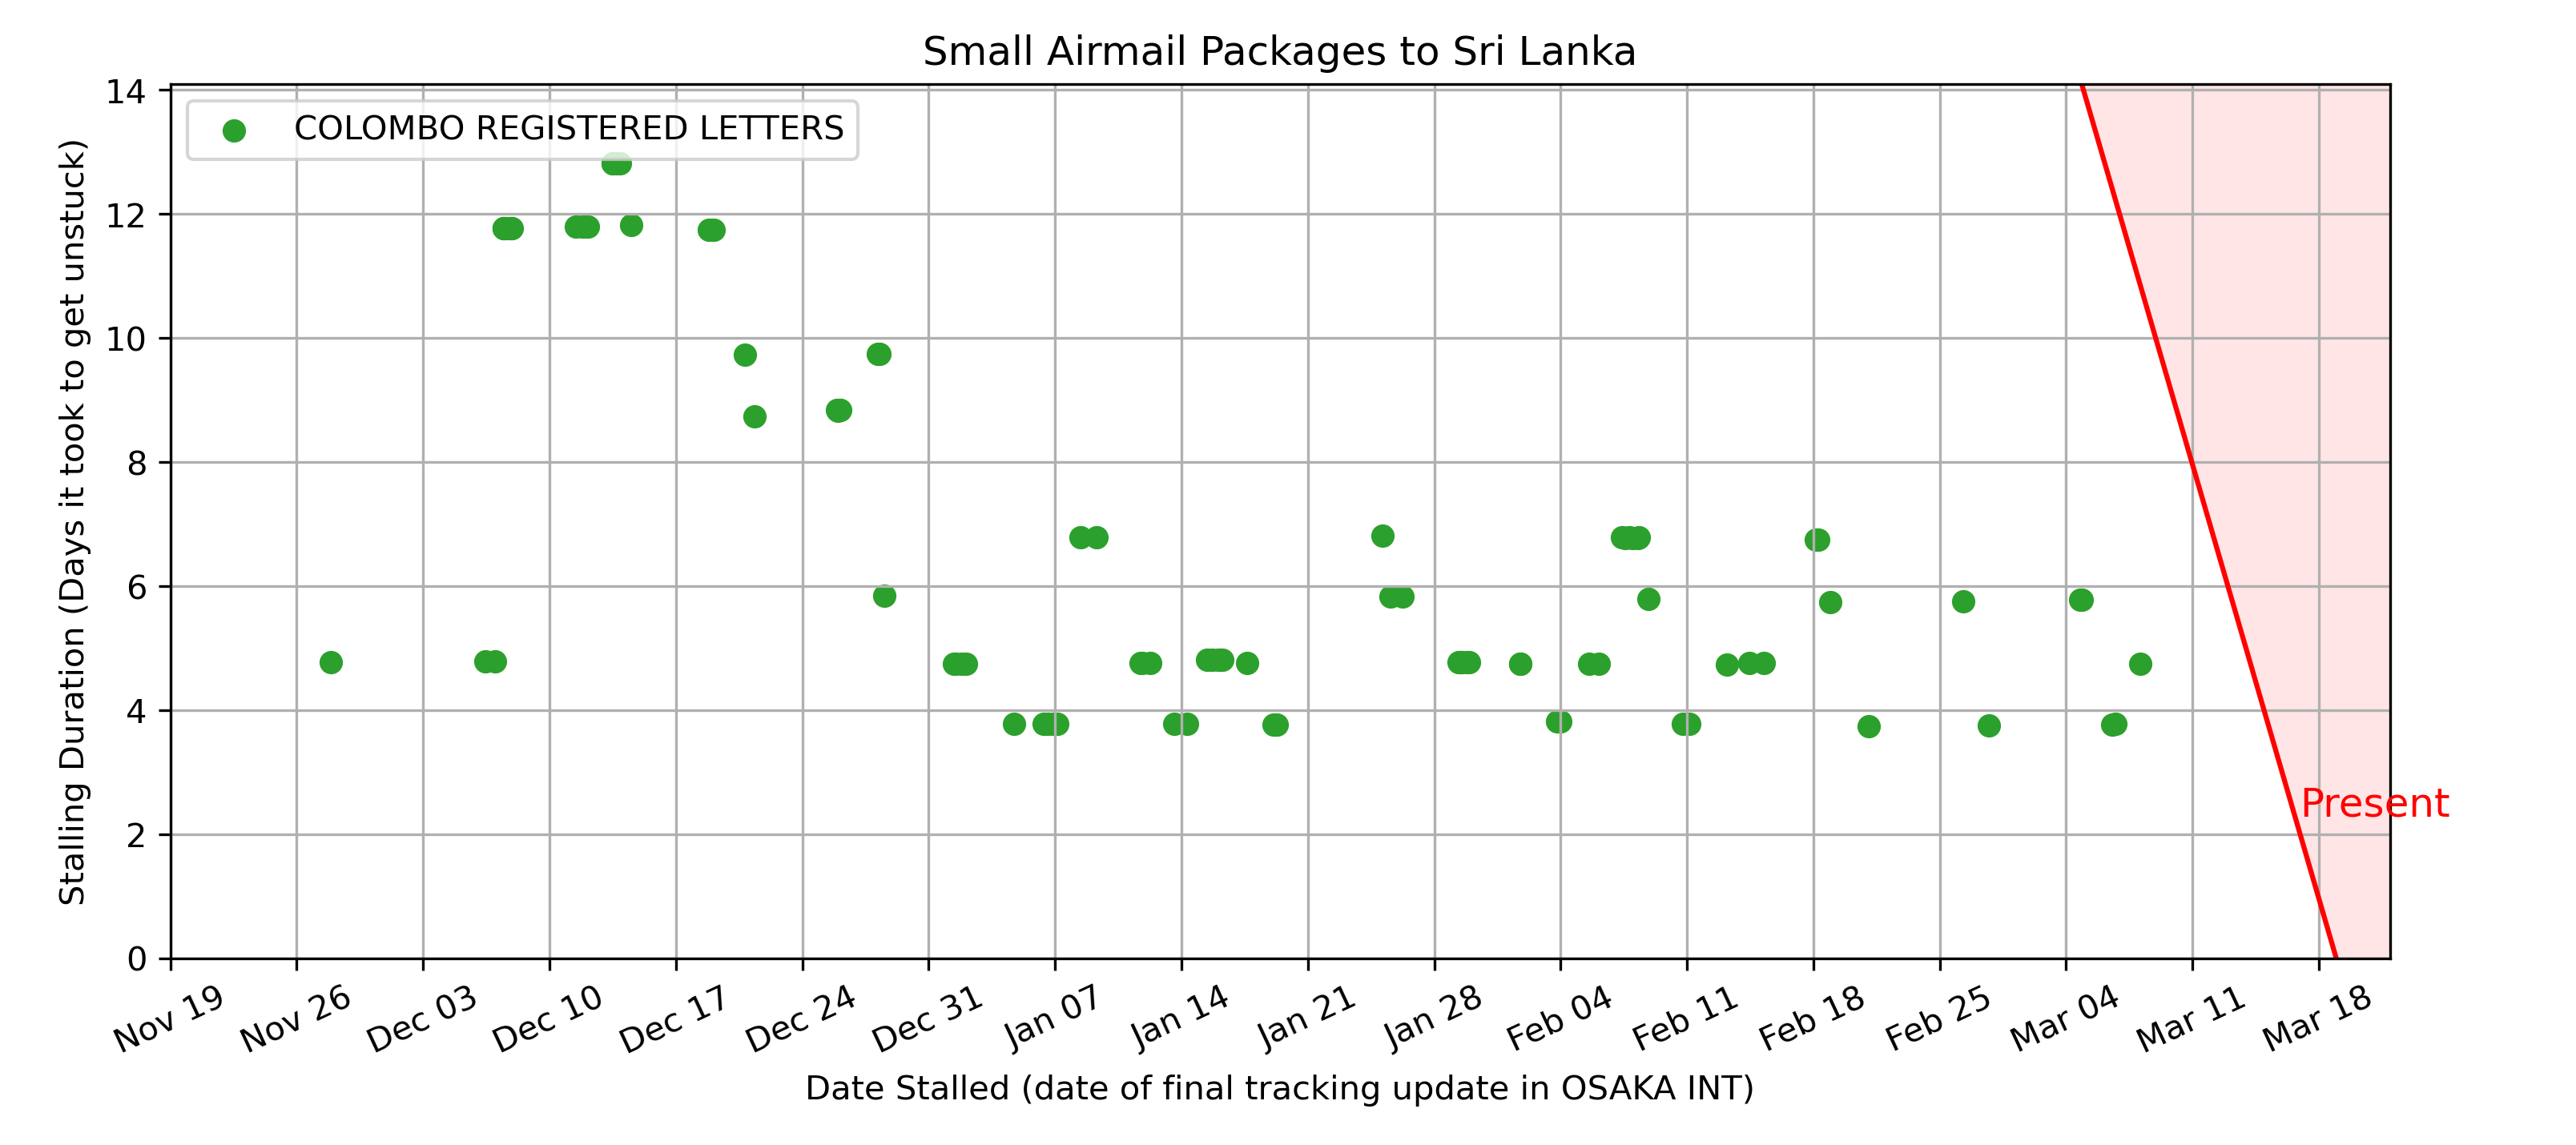 Small Airmail Packages to Sri Lanka
COLOMBO REGISTERED LETTERS
Stalling Duration (Days it took to get unstuck)
14
12
10
8
6
4
2
0
Present
Nov 19
Nov 26
Dec 03
Dec 10
Dec 17
Dec 24
Dec 31
Jan 07
Jan 14
Jan 21
Jan 28
Feb 04
Feb 11
Feb 18
Feb 25
Mar 04
Mar 11
Mar 18
Date Stalled (date of final tracking update in OSAKA INT)